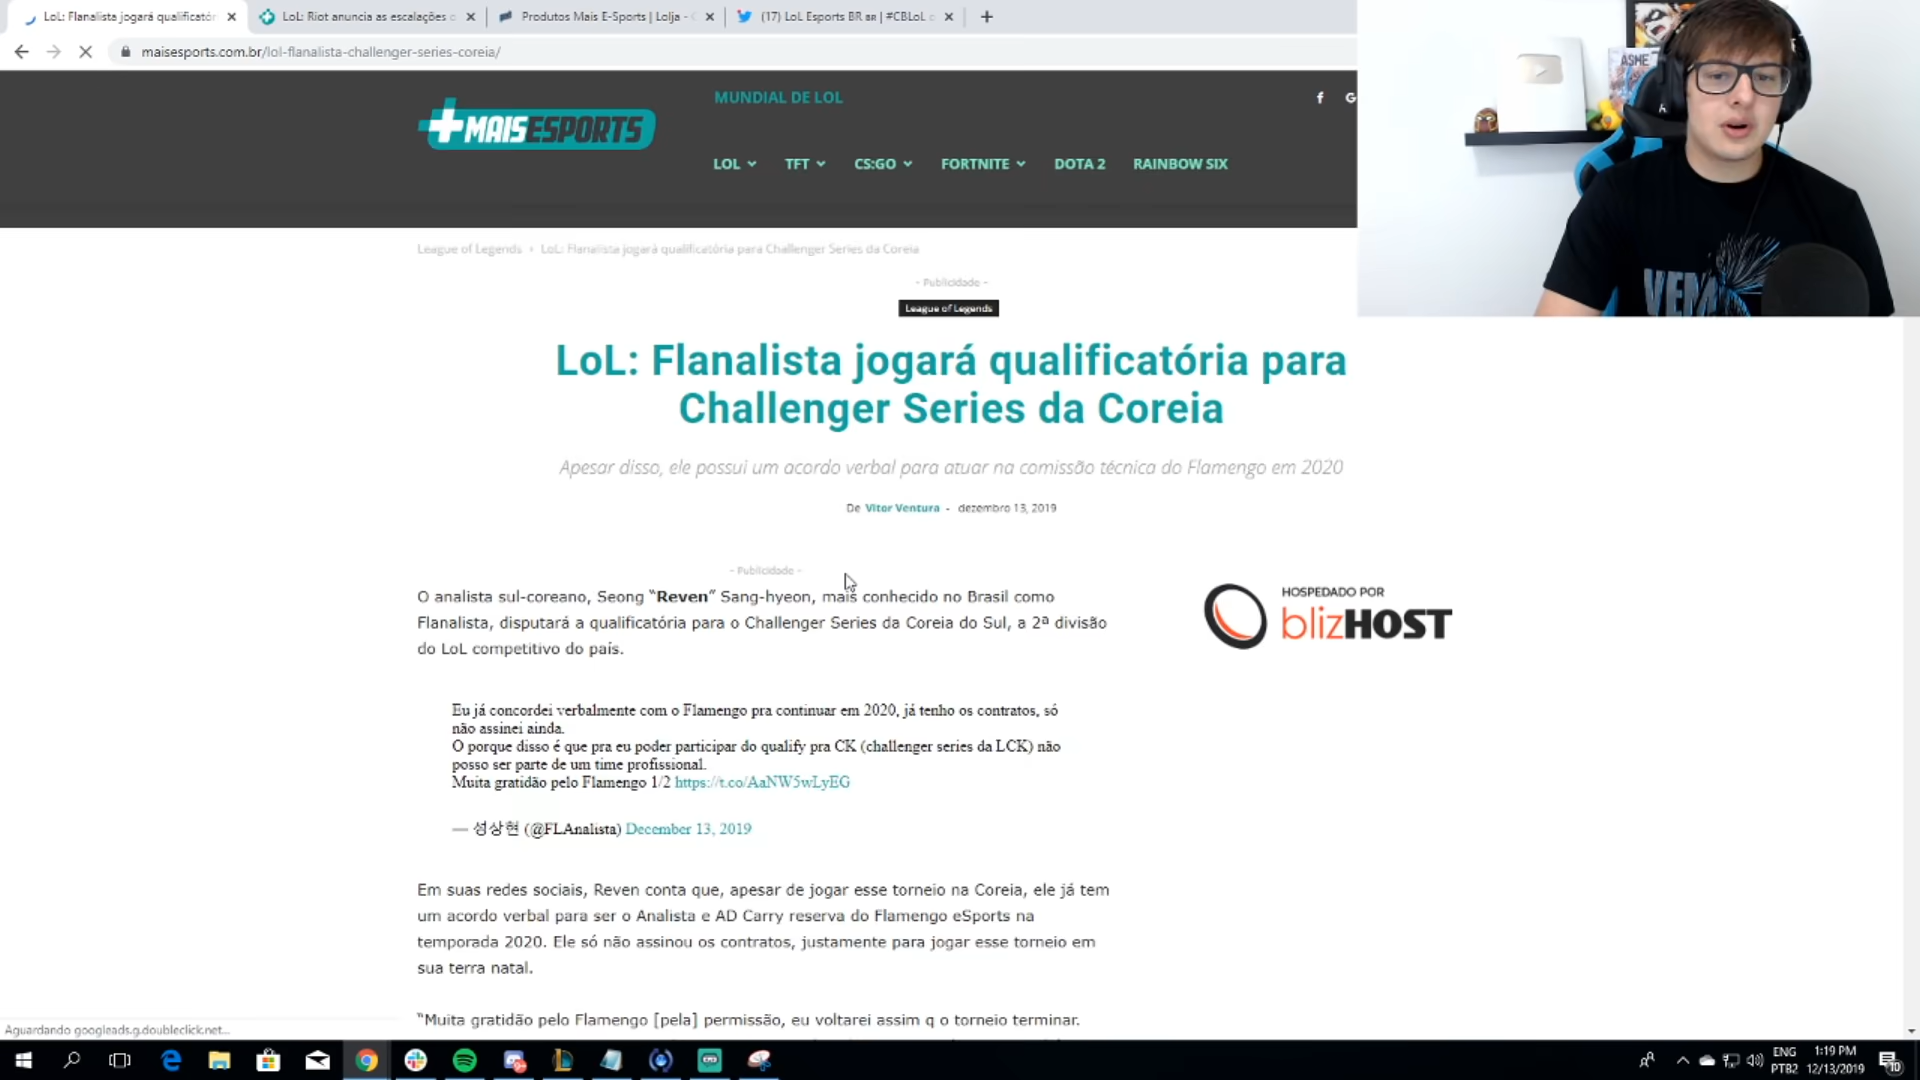 LoL: Flanalista jogará qualificatór
LoL: Riot anuncia as escalações
Produtos Mais E-Sports | Lolja -
(17) LoL Esports BR BR | #CBLoL
maisesports.com.br/lol-flanalista-challenger-series-coreia/
MUNDIAL DE LOL
MAISESPORTS
LOL
TFT
CS:GO
FORTNITE
DOTA 2
RAINBOW SIX
League of Legends › LoL: Flanalista jogará qualificatória para Challenger Series da Coreia
- Publicidade -
League of Legends
LoL: Flanalista jogará qualificatória para
Challenger Series da Coreia
Apesar disso, ele possui um acordo verbal para atuar na comissão técnica do Flamengo em 2020
De Vitor Ventura - dezembro 13, 2019
- Publicidade -
O analista sul-coreano, Seong “Reven” Sang-hyeon, mais conhecido no Brasil como
Flanalista, disputará a qualificatória para o Challenger Series da Coreia do Sul, a 2ª divisão
do LoL competitivo do país.
HOSPEDADO POR
blizHOST
Eu já concordei verbalmente com o Flamengo pra continuar em 2020, já tenho os contratos, só
não assinei ainda.
O porque disso é que pra eu poder participar do qualify pra CK (challenger series da LCK) não
posso ser parte de um time profissional.
Muita gratidão pelo Flamengo 1/2 https://t.co/AaNW5wLyEG
— 성상현 (@FLAnalista) December 13, 2019
Em suas redes sociais, Reven conta que, apesar de jogar esse torneio na Coreia, ele já tem
um acordo verbal para ser o Analista e AD Carry reserva do Flamengo eSports na
temporada 2020. Ele só não assinou os contratos, justamente para jogar esse torneio em
sua terra natal.
“Muita gratidão pelo Flamengo [pela] permissão, eu voltarei assim q o torneio terminar.
Aguardando googleads.g.doubleclick.net...
ENG
PTB2
1:19 PM
12/13/2019
10
ASME